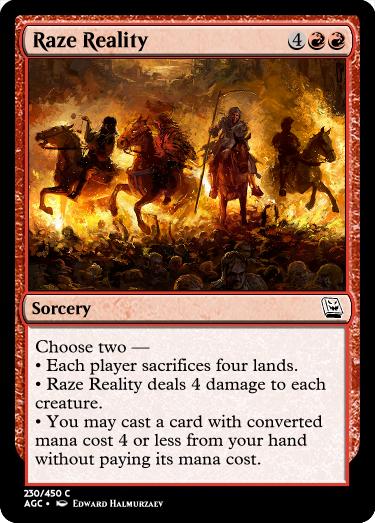 Raze Reality 4
Sorcery
Choose two —
• Each player sacrifices four lands.
• Raze Reality deals 4 damage to each
creature.
• You may cast a card with converted
mana cost 4 or less from your hand
without paying its mana cost.
230/450 C
AGC • Edward Halmurzaev